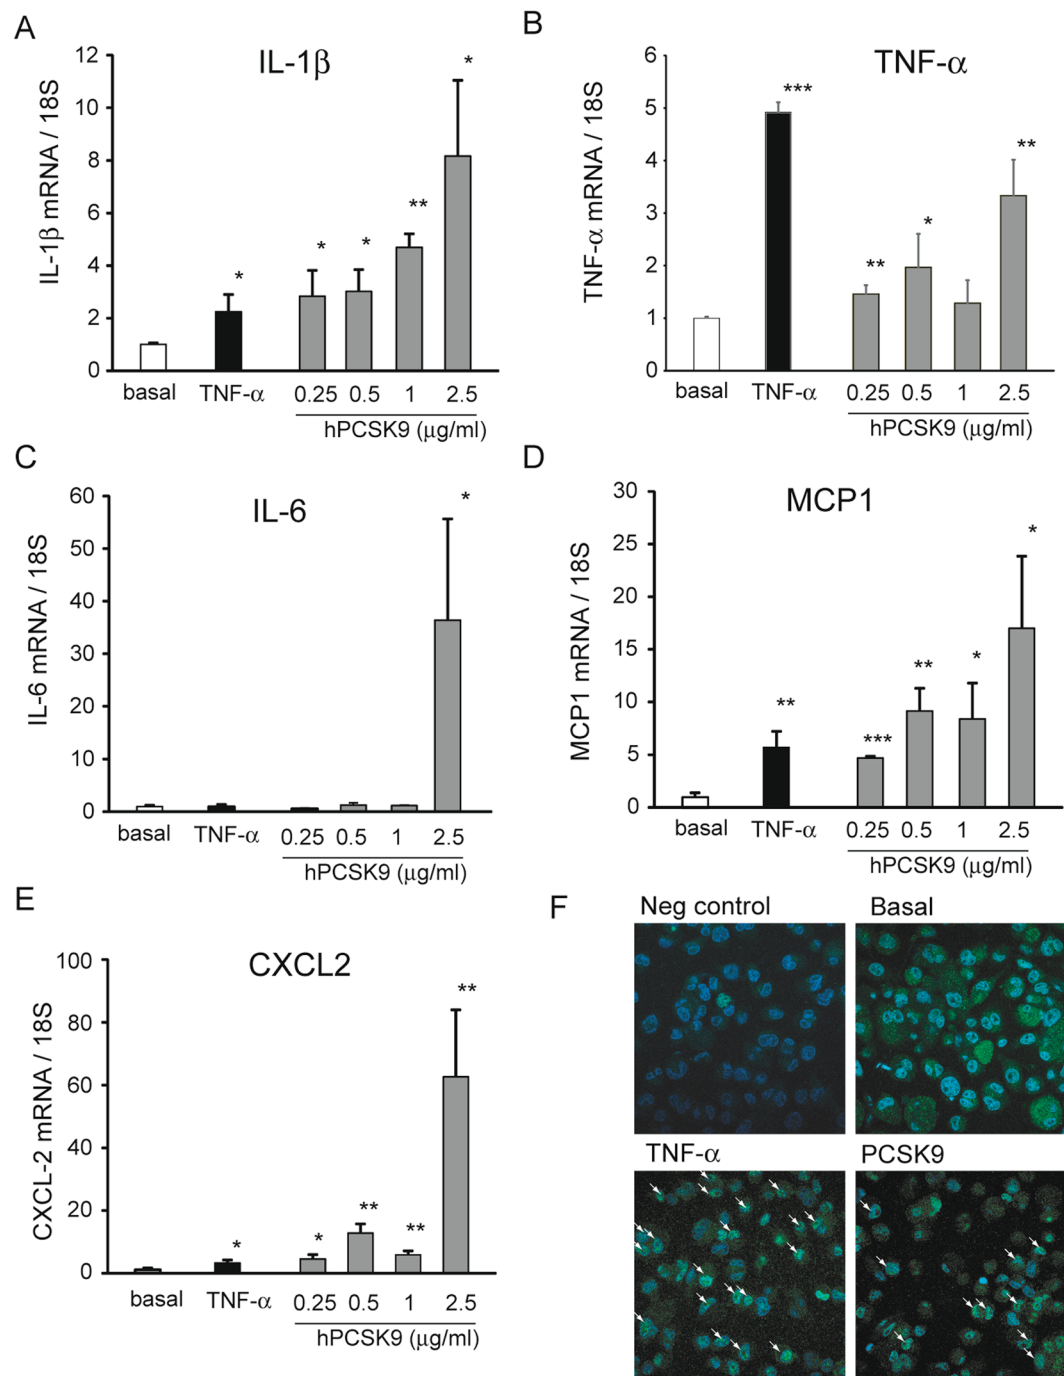 A
IL-1β
IL-1β mRNA / 18S
12
10
8
6
4
2
0
*
*
*
**
*
basal
TNF-α
0.25
0.5
1
2.5
hPCSK9 (μg/ml)
B
TNF-α
TNF-α mRNA / 18S
6
5
4
3
2
1
0
***
**
*
**
basal
TNF-α
0.25
0.5
1
2.5
hPCSK9 (μg/ml)
C
IL-6
IL-6 mRNA / 18S
60
50
40
30
20
10
0
*
basal
TNF-α
0.25
0.5
1
2.5
hPCSK9 (μg/ml)
D
MCP1
MCP1 mRNA / 18S
30
25
20
15
10
5
0
**
***
**
*
*
basal
TNF-α
0.25
0.5
1
2.5
hPCSK9 (μg/ml)
E
CXCL2
CXCL-2 mRNA / 18S
100
80
60
40
20
0
*
*
**
**
**
basal
TNF-α
0.25
0.5
1
2.5
hPCSK9 (μg/ml)
F
Neg control
Basal
TNF-α
PCSK9